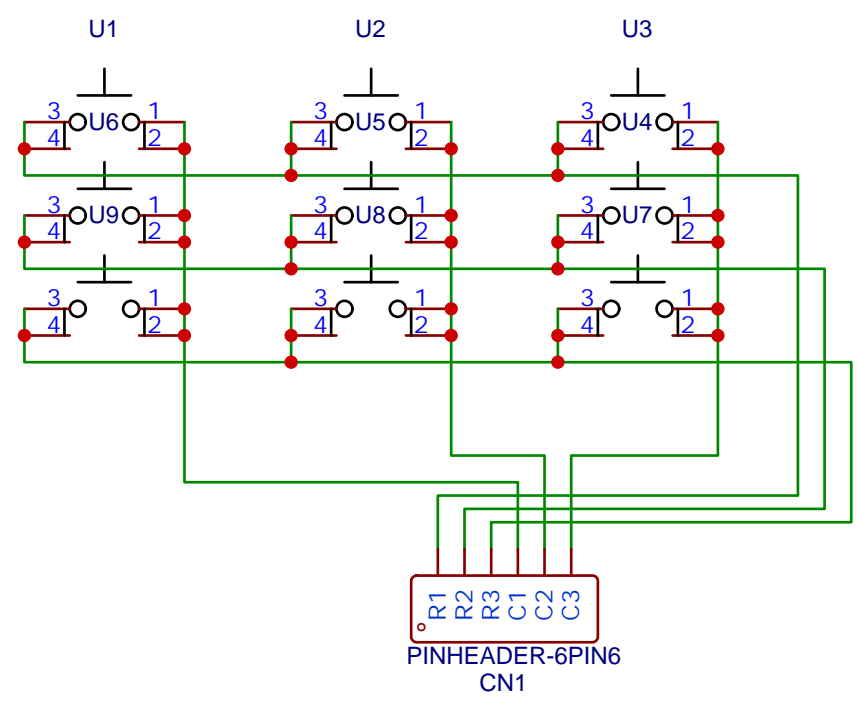 U1 U2 U3
3 U6 1 3 U5 1 3 U4 1
4 2 4 2 4 2
3 U9 1 3 U8 1 3 U7 1
4 2 4 2 4 2
3 1 3 1 3 1
4 2 4 2 4 2
R1 R2 R3 C1 C2 C3
PINHEADER-6PIN6
CN1